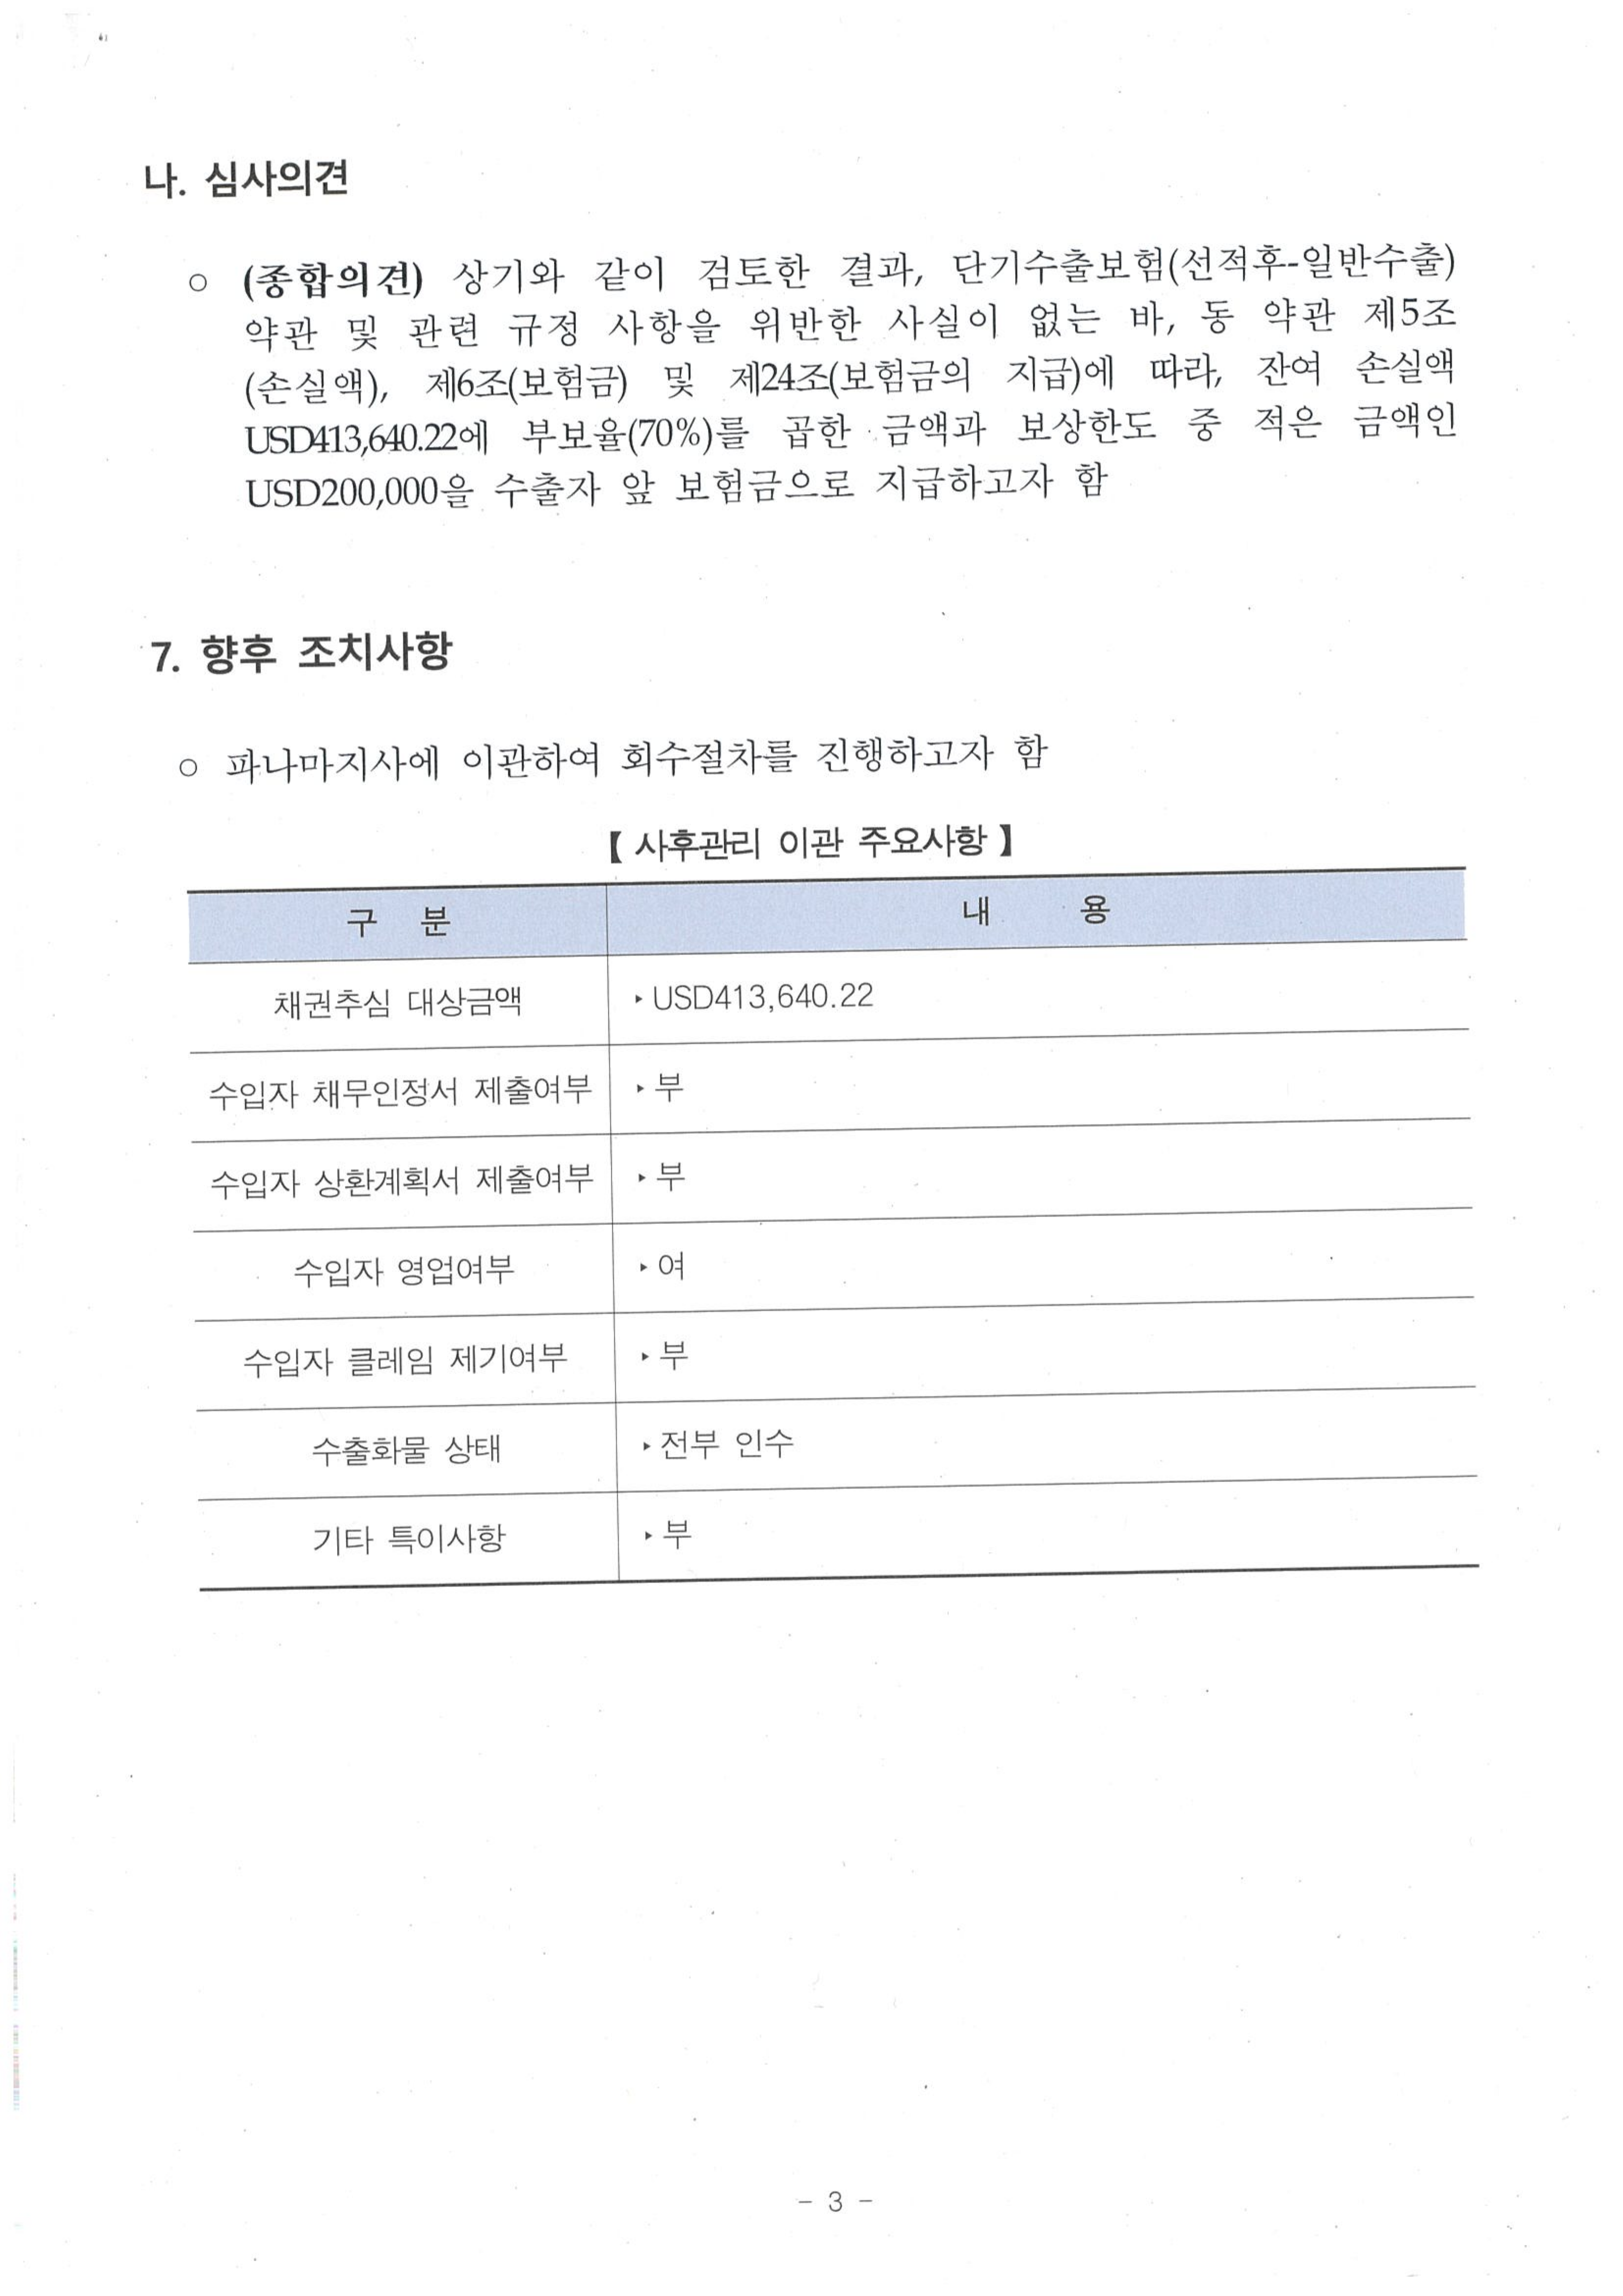 나. 심사의견
○ (종합의견) 상기와 같이 검토한 결과, 단기수출보험(선적후-일반수출)
약관 및 관련 규정 사항을 위반한 사실이 없는 바, 동 약관 제5조
(손실액), 제6조(보험금) 및 제24조(보험금의 지급)에 따라, 잔여 손실액
USD413,640.22에 부보율(70%)를 곱한 금액과 보상한도 중 적은 금액인
USD200,000을 수출자 앞 보험금으로 지급하고자 함
7. 향후 조치사항
○ 파나마지사에 이관하여 회수절차를 진행하고자 함
【 사후관리 이관 주요사항 】
구 분 내 용
채권추심 대상금액 ▸USD413,640.22
수입자 채무인정서 제출여부 ▸부
수입자 상환계획서 제출여부 ▸부
수입자 영업여부 ▸여
수입자 클레임 제기여부 ▸부
수출화물 상태 ▸전부 인수
기타 특이사항 ▸부
- 3 -